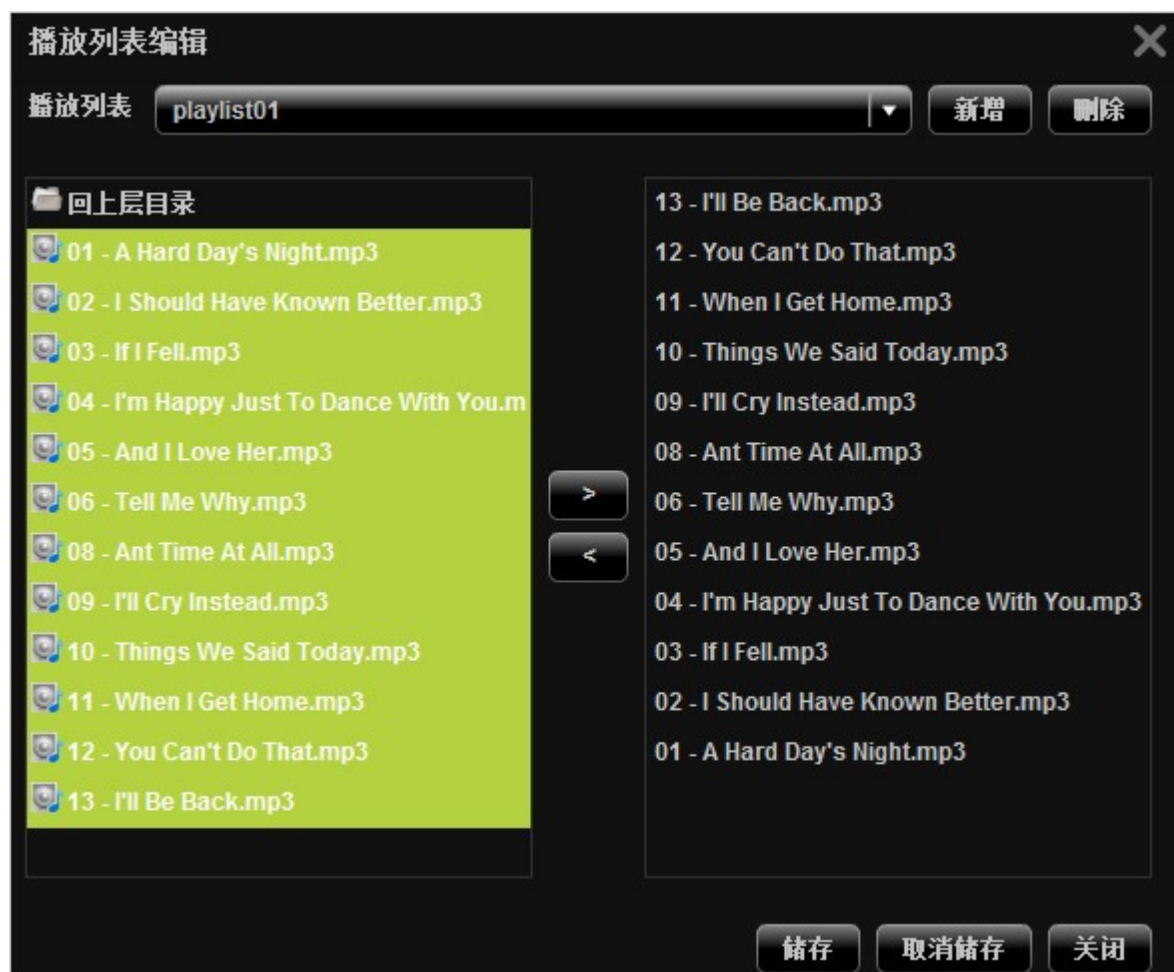 播放列表编辑
播放列表 playlist01 新增 删除
回上层目录
01 - A Hard Day's Night.mp3
02 - I Should Have Known Better.mp3
03 - If I Fell.mp3
04 - I'm Happy Just To Dance With You.m
05 - And I Love Her.mp3
06 - Tell Me Why.mp3
08 - Ant Time At All.mp3
09 - I'll Cry Instead.mp3
10 - Things We Said Today.mp3
11 - When I Get Home.mp3
12 - You Can't Do That.mp3
13 - I'll Be Back.mp3
>
<
13 - I'll Be Back.mp3
12 - You Can't Do That.mp3
11 - When I Get Home.mp3
10 - Things We Said Today.mp3
09 - I'll Cry Instead.mp3
08 - Ant Time At All.mp3
06 - Tell Me Why.mp3
05 - And I Love Her.mp3
04 - I'm Happy Just To Dance With You.mp3
03 - If I Fell.mp3
02 - I Should Have Known Better.mp3
01 - A Hard Day's Night.mp3
储存 取消储存 关闭